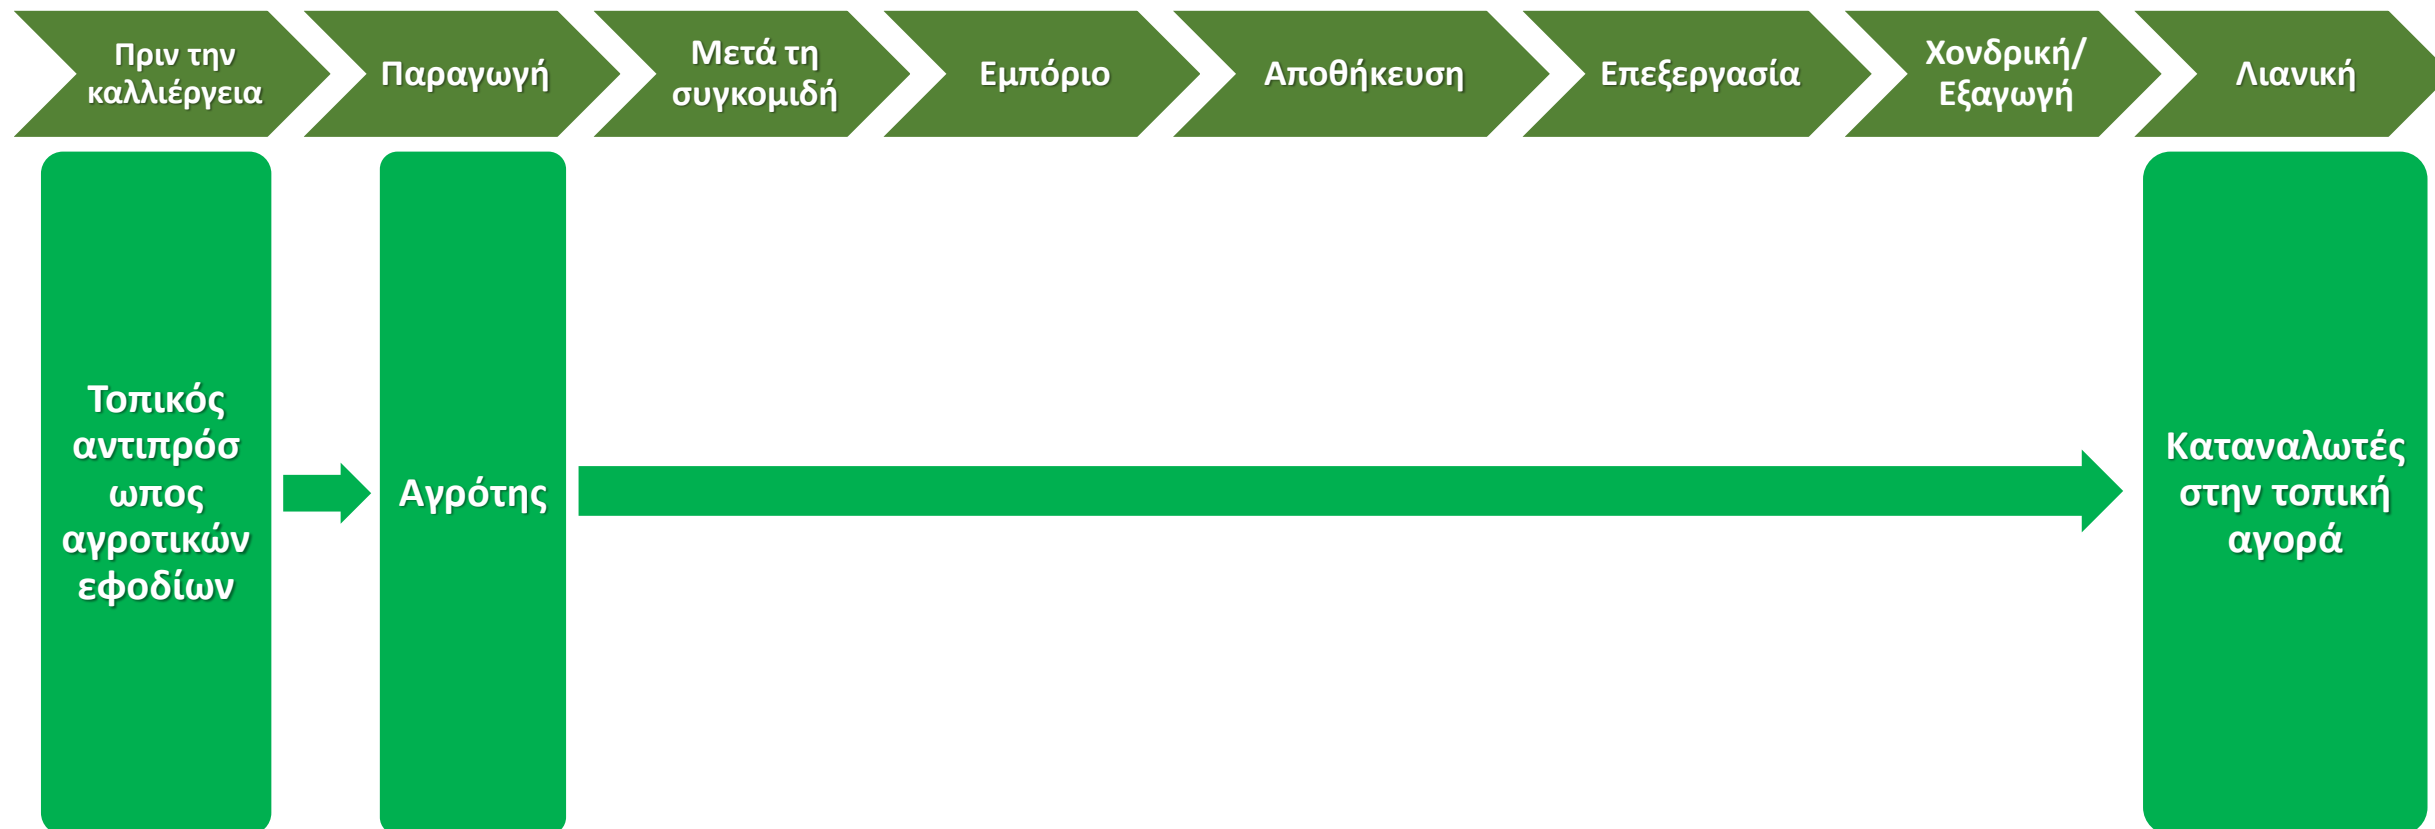 Πριν την
καλλιέργεια
Παραγωγή
Μετά τη
συγκομιδή
Εμπόριο
Αποθήκευση
Επεξεργασία
Χονδρική/
Εξαγωγή
Λιανική
Τοπικός
αντιπρόσ
ωπος
αγροτικών
εφοδίων
Αγρότης
Καταναλωτές
στην τοπική
αγορά